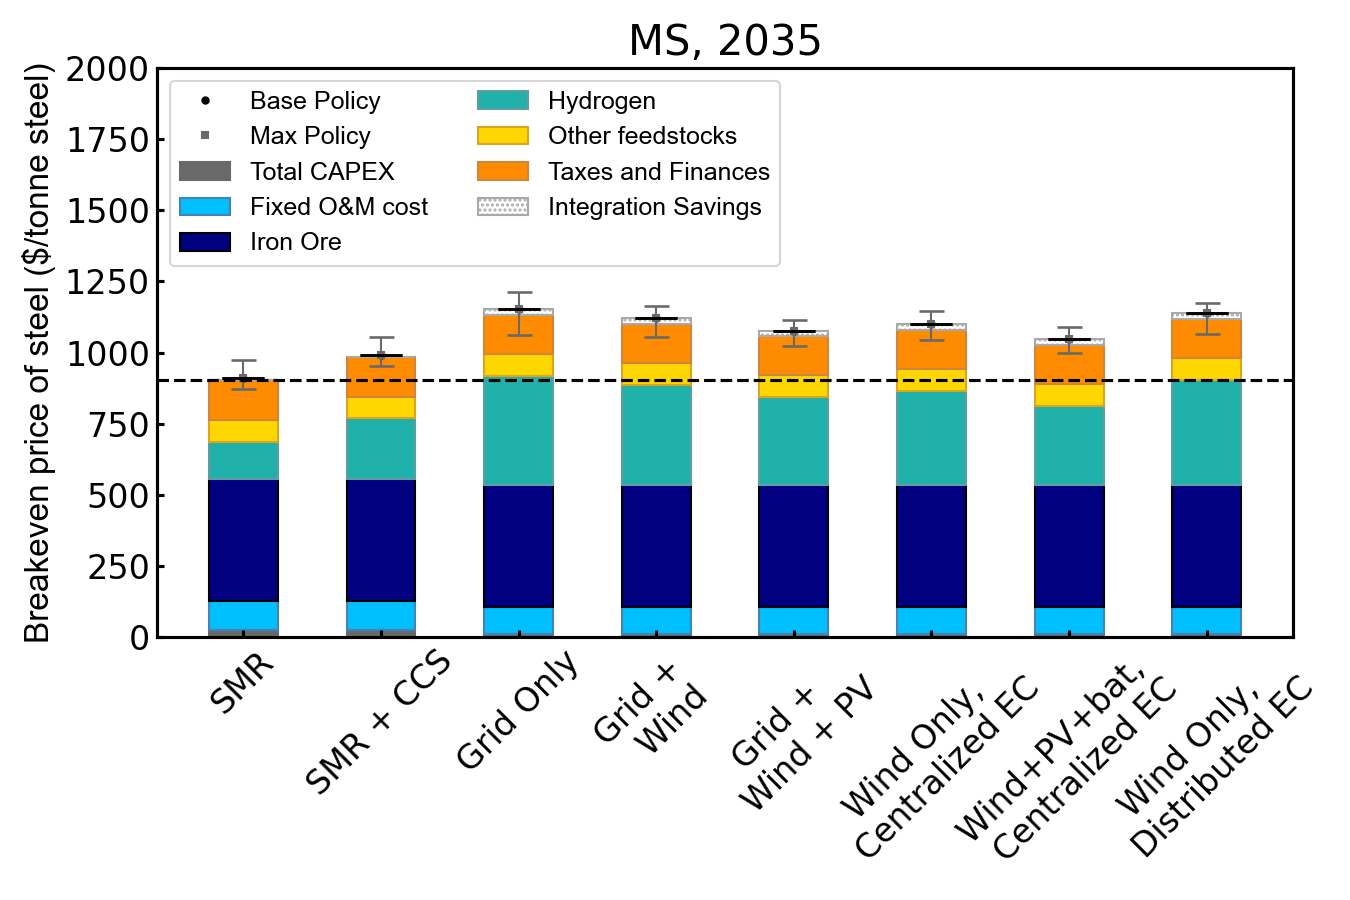 MS, 2035
Breakeven price of steel ($/tonne steel)
2000
1750
1500
1250
1000
750
500
250
0
Base Policy
Max Policy
Total CAPEX
Fixed O&M cost
Iron Ore
Hydrogen
Other feedstocks
Taxes and Finances
Integration Savings
SMR
SMR + CCS
Grid Only
Grid +
Wind
Grid +
Wind + PV
Wind Only,
Centralized EC
Wind+PV+bat,
Centralized EC
Wind Only,
Distributed EC